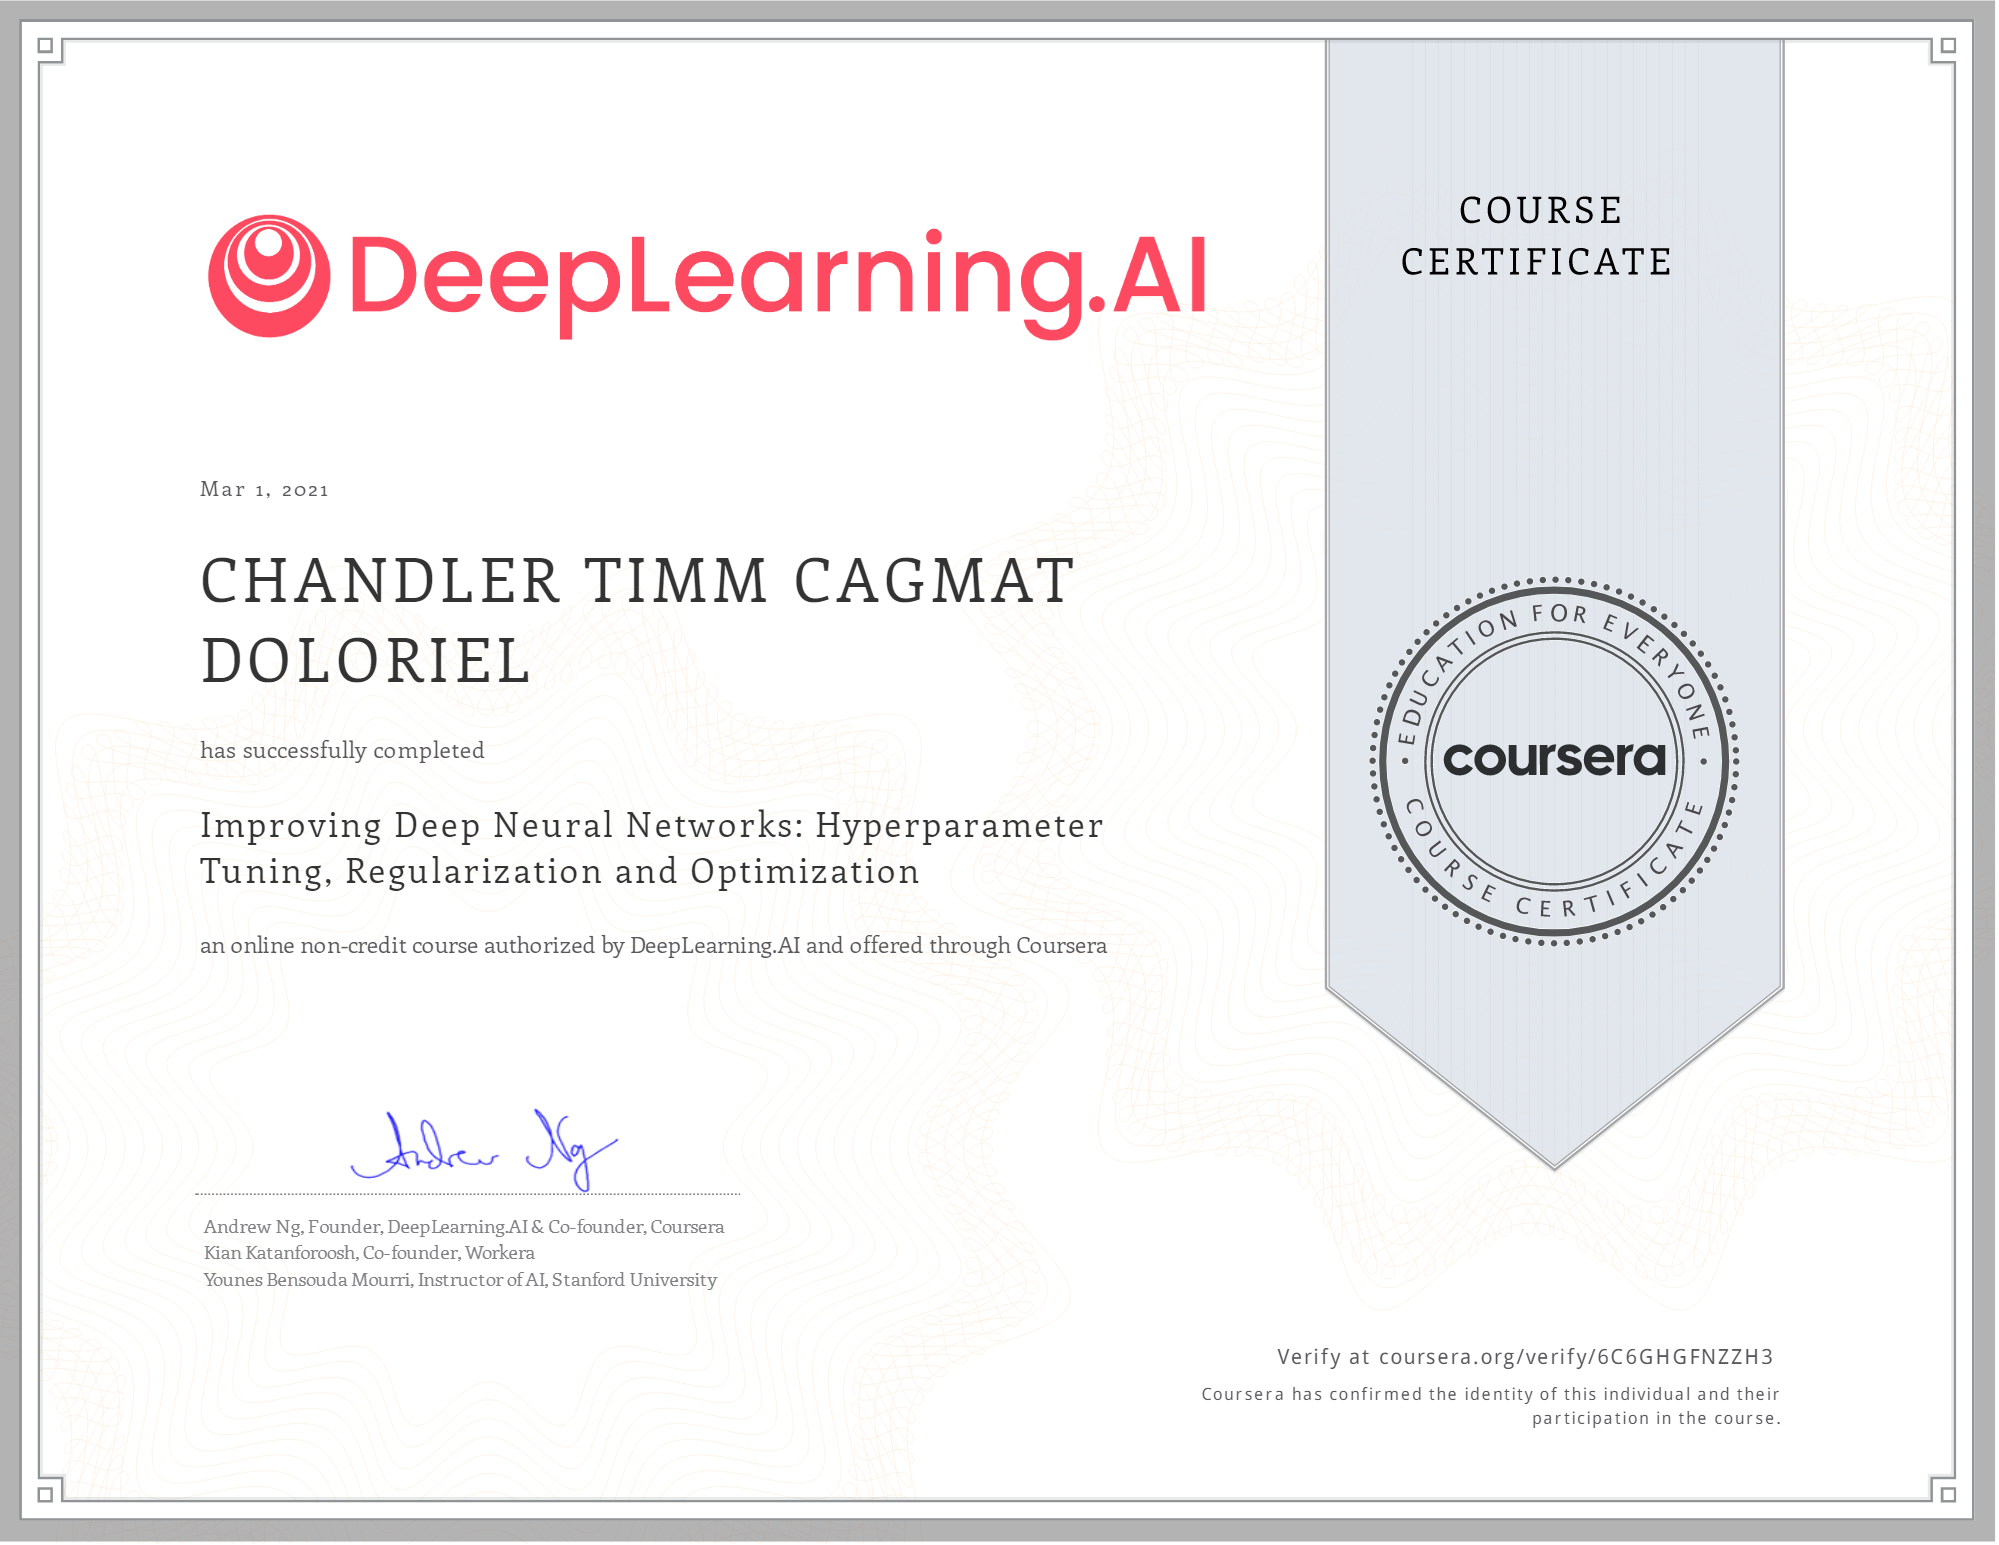 DeepLearning.AI
COURSE
CERTIFICATE
Mar 1, 2021
CHANDLER TIMM CAGMAT
DOLORIEL
has successfully completed
Improving Deep Neural Networks: Hyperparameter
Tuning, Regularization and Optimization
an online non-credit course authorized by DeepLearning.AI and offered through Coursera
EDUCATION FOR EVERYONE
coursera
COURSE CERTIFICATE
Andrew Ng
Andrew Ng, Founder, DeepLearning.AI & Co-founder, Coursera
Kian Katanforoosh, Co-founder, Workera
Younes Bensouda Mourri, Instructor of AI, Stanford University
Verify at coursera.org/verify/6C6GHGFNZZH3
Coursera has confirmed the identity of this individual and their
participation in the course.